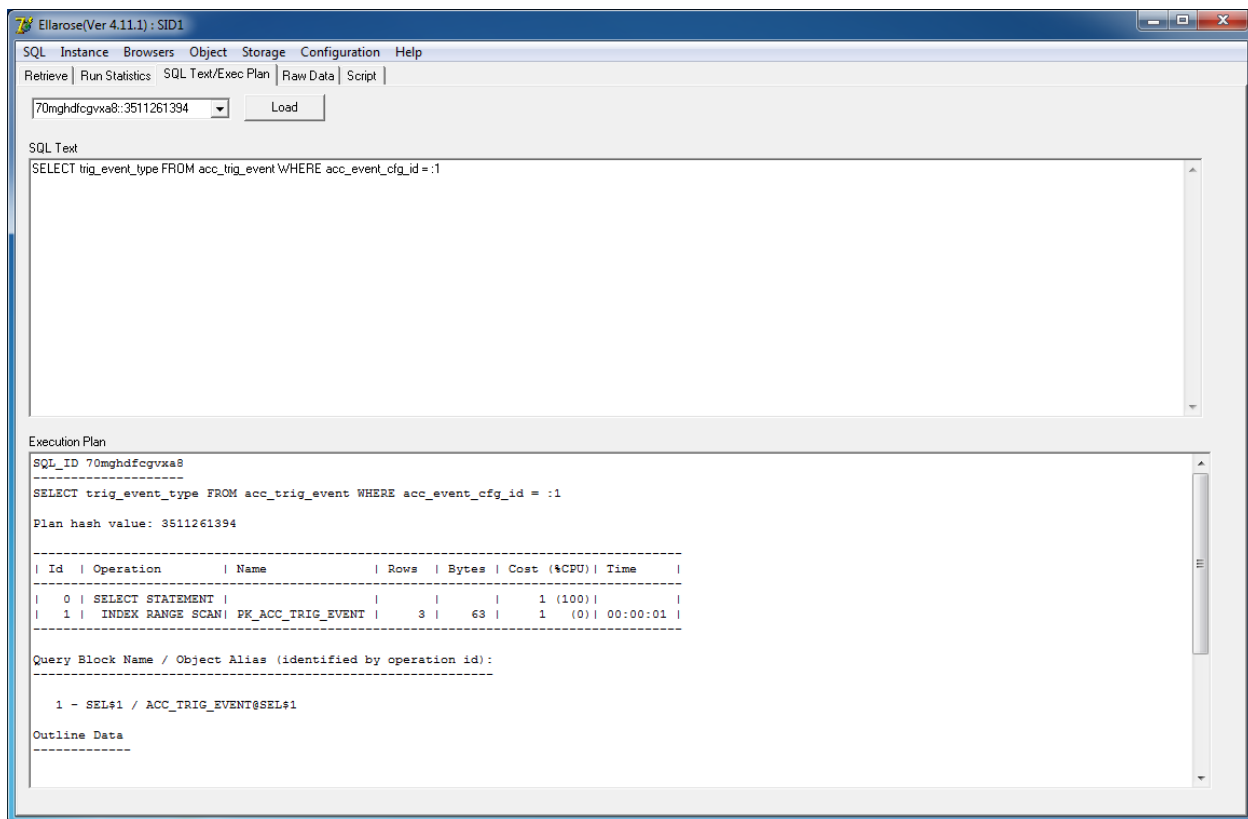 Ellarose(Ver 4.11.1) : SID1
SQL Instance Browsers Object Storage Configuration Help
Retrieve Run Statistics SQL Text/Exec Plan Raw Data Script
70mghdfcgvxa8::3511261394 Load
SQL Text
SELECT trig_event_type FROM acc_trig_event WHERE acc_event_cfg_id = :1
Execution Plan
SQL_ID 70mghdfcgvxa8
--------------------
SELECT trig_event_type FROM acc_trig_event WHERE acc_event_cfg_id = :1
Plan hash value: 3511261394
-------------------------------------------------------------------------------------
| Id  | Operation        | Name              | Rows  | Bytes | Cost (%CPU)| Time     |
-------------------------------------------------------------------------------------
|   0 | SELECT STATEMENT |                   |       |       |     1 (100)|          |
|   1 |  INDEX RANGE SCAN| PK_ACC_TRIG_EVENT |     3 |    63 |     1   (0)| 00:00:01 |
-------------------------------------------------------------------------------------
Query Block Name / Object Alias (identified by operation id):
-------------------------------------------------------------
1 - SEL$1 / ACC_TRIG_EVENT@SEL$1
Outline Data
-------------